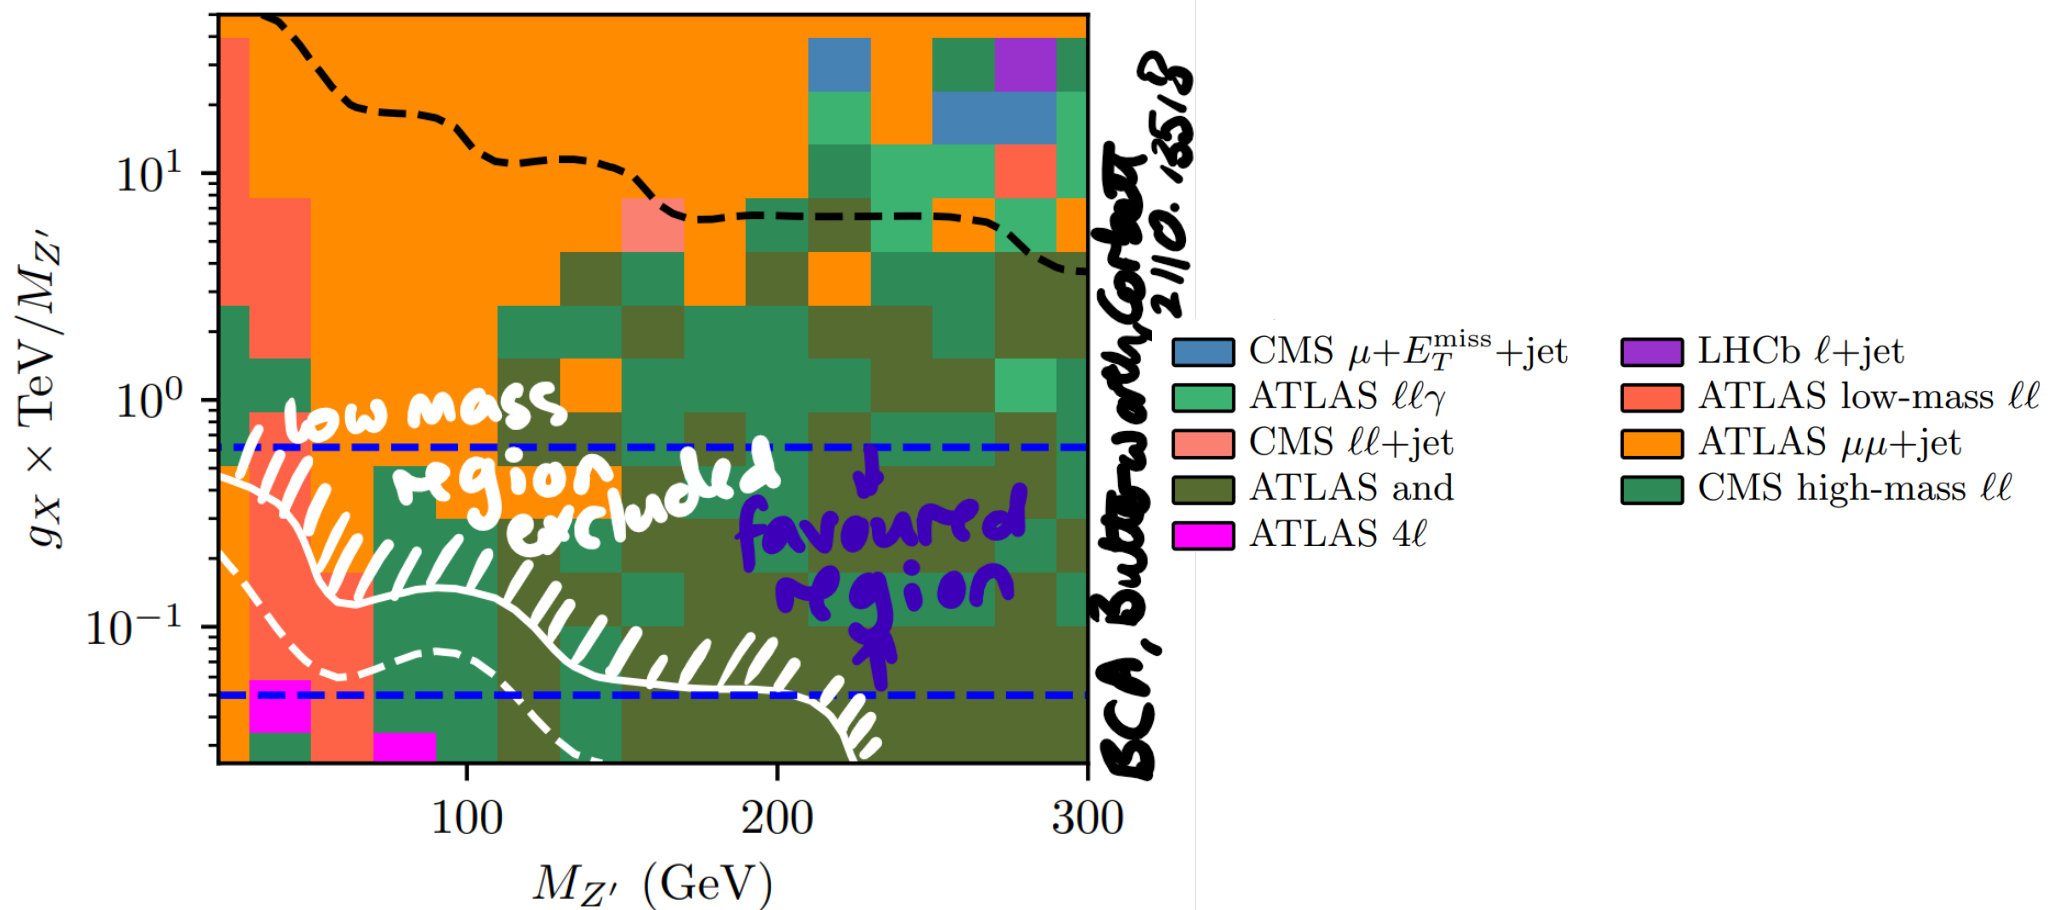 10¹
10⁰
10⁻¹
g_X × TeV/M_Z′
100
200
300
M_Z′ (GeV)
low mass
region
excluded
favoured
region
BCA, Butterworth, Corbett
2110.13518
CMS μ+E_T^miss+jet
ATLAS ℓℓγ
CMS ℓℓ+jet
ATLAS and
ATLAS 4ℓ
LHCb ℓ+jet
ATLAS low-mass ℓℓ
ATLAS μμ+jet
CMS high-mass ℓℓ